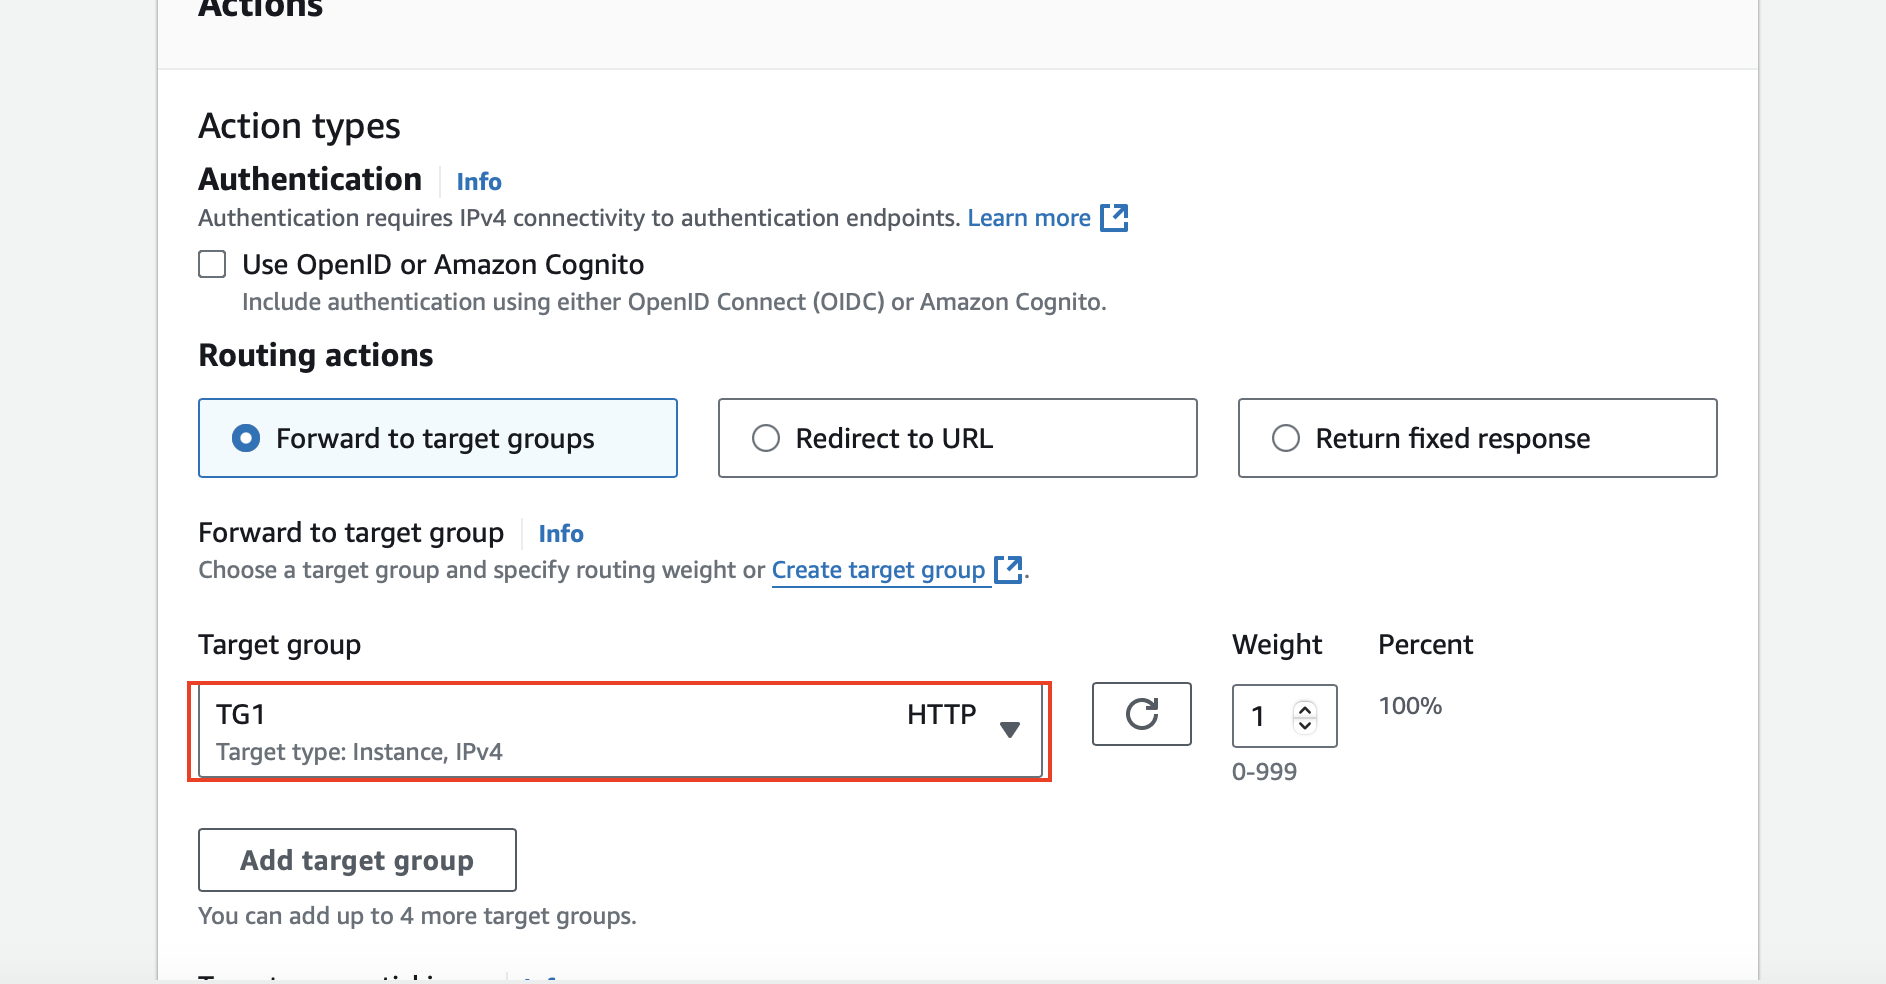 Actions
Action types
Authentication Info
Authentication requires IPv4 connectivity to authentication endpoints. Learn more
Use OpenID or Amazon Cognito
Include authentication using either OpenID Connect (OIDC) or Amazon Cognito.
Routing actions
Forward to target groups
Redirect to URL
Return fixed response
Forward to target group Info
Choose a target group and specify routing weight or Create target group.
Target group
Weight
Percent
TG1
HTTP
Target type: Instance, IPv4
1
100%
0-999
Add target group
You can add up to 4 more target groups.